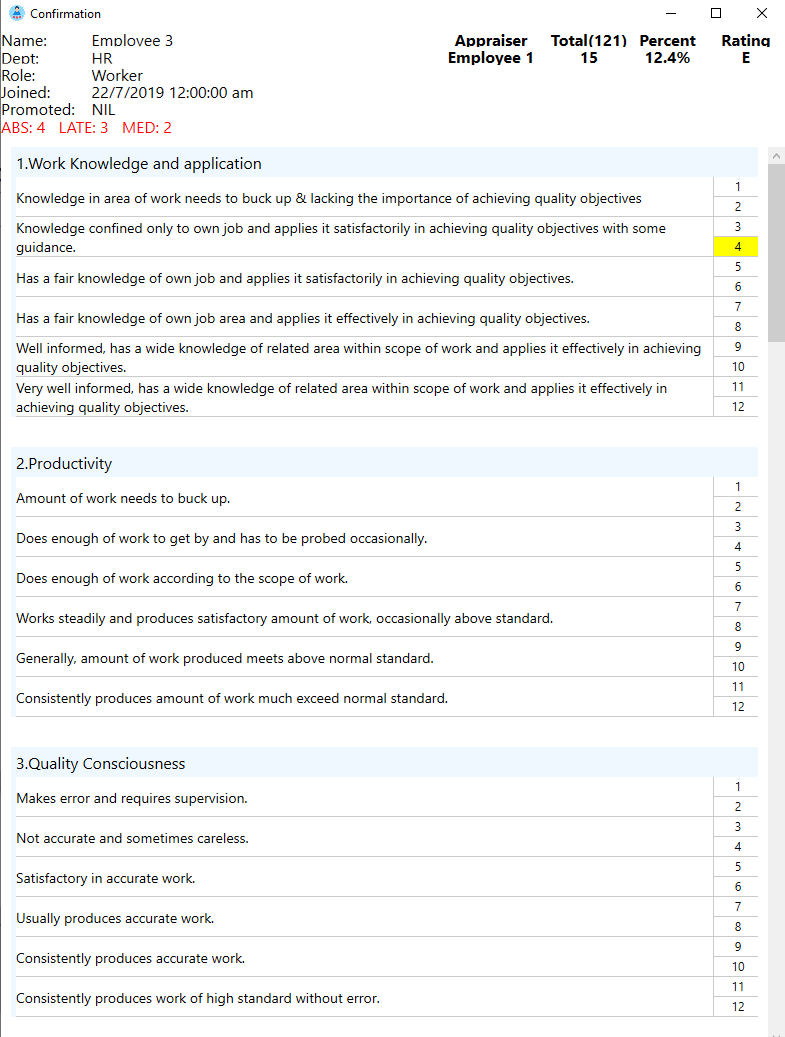 Confirmation
Name: Employee 3
Appraiser Total(121) Percent Rating
Dept: HR
Employee 1 15 12.4% E
Role: Worker
Joined: 22/7/2019 12:00:00 am
Promoted: NIL
ABS: 4 LATE: 3 MED: 2
1.Work Knowledge and application
Knowledge in area of work needs to buck up & lacking the importance of achieving quality objectives
1
2
Knowledge confined only to own job and applies it satisfactorily in achieving quality objectives with some
guidance.
3
4
Has a fair knowledge of own job and applies it satisfactorily in achieving quality objectives.
5
6
Has a fair knowledge of own job area and applies it effectively in achieving quality objectives.
7
8
Well informed, has a wide knowledge of related area within scope of work and applies it effectively in achieving
quality objectives.
9
10
Very well informed, has a wide knowledge of related area within scope of work and applies it effectively in
achieving quality objectives.
11
12
2.Productivity
Amount of work needs to buck up.
1
2
Does enough of work to get by and has to be probed occasionally.
3
4
Does enough of work according to the scope of work.
5
6
Works steadily and produces satisfactory amount of work, occasionally above standard.
7
8
Generally, amount of work produced meets above normal standard.
9
10
Consistently produces amount of work much exceed normal standard.
11
12
3.Quality Consciousness
Makes error and requires supervision.
1
2
Not accurate and sometimes careless.
3
4
Satisfactory in accurate work.
5
6
Usually produces accurate work.
7
8
Consistently produces accurate work.
9
10
Consistently produces work of high standard without error.
11
12